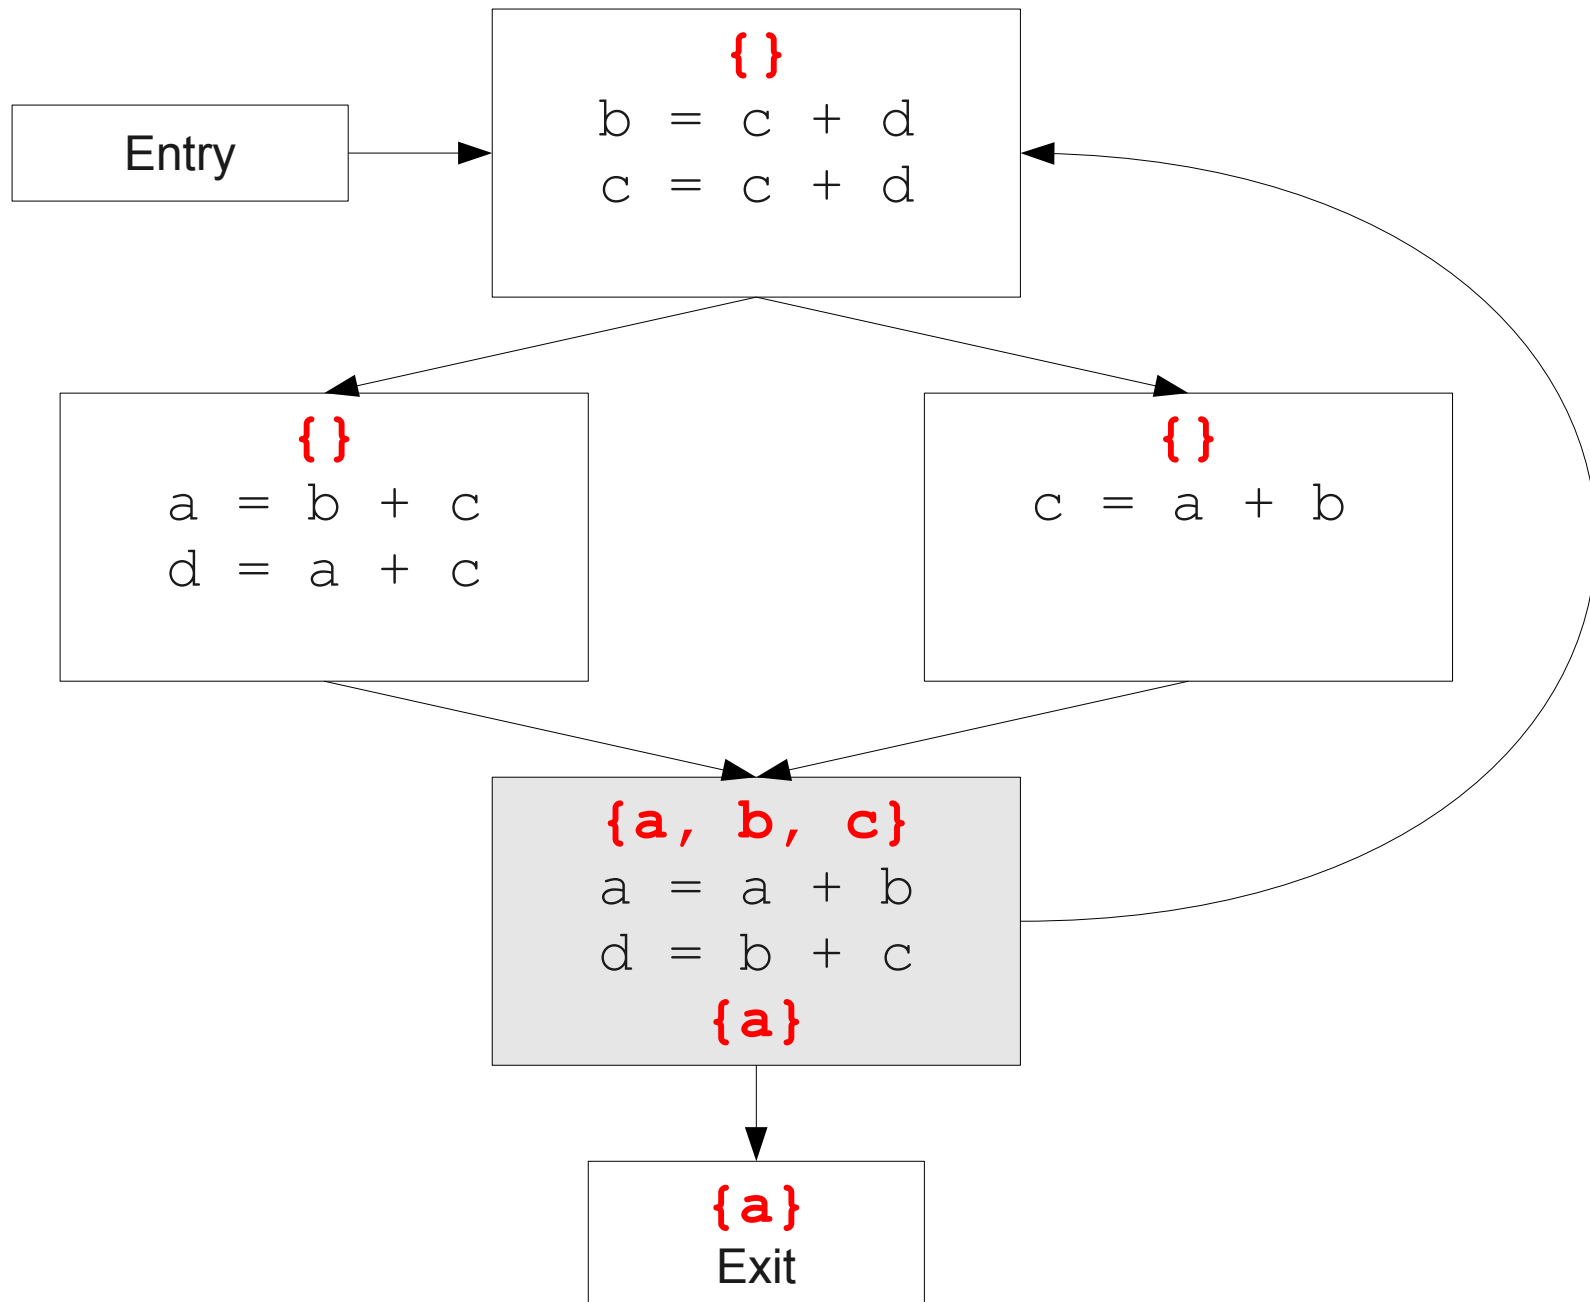 {}
b = c + d
c = c + d
Entry
{}
a = b + c
d = a + c
{}
c = a + b
{a, b, c}
a = a + b
d = b + c
{a}
{a}
Exit